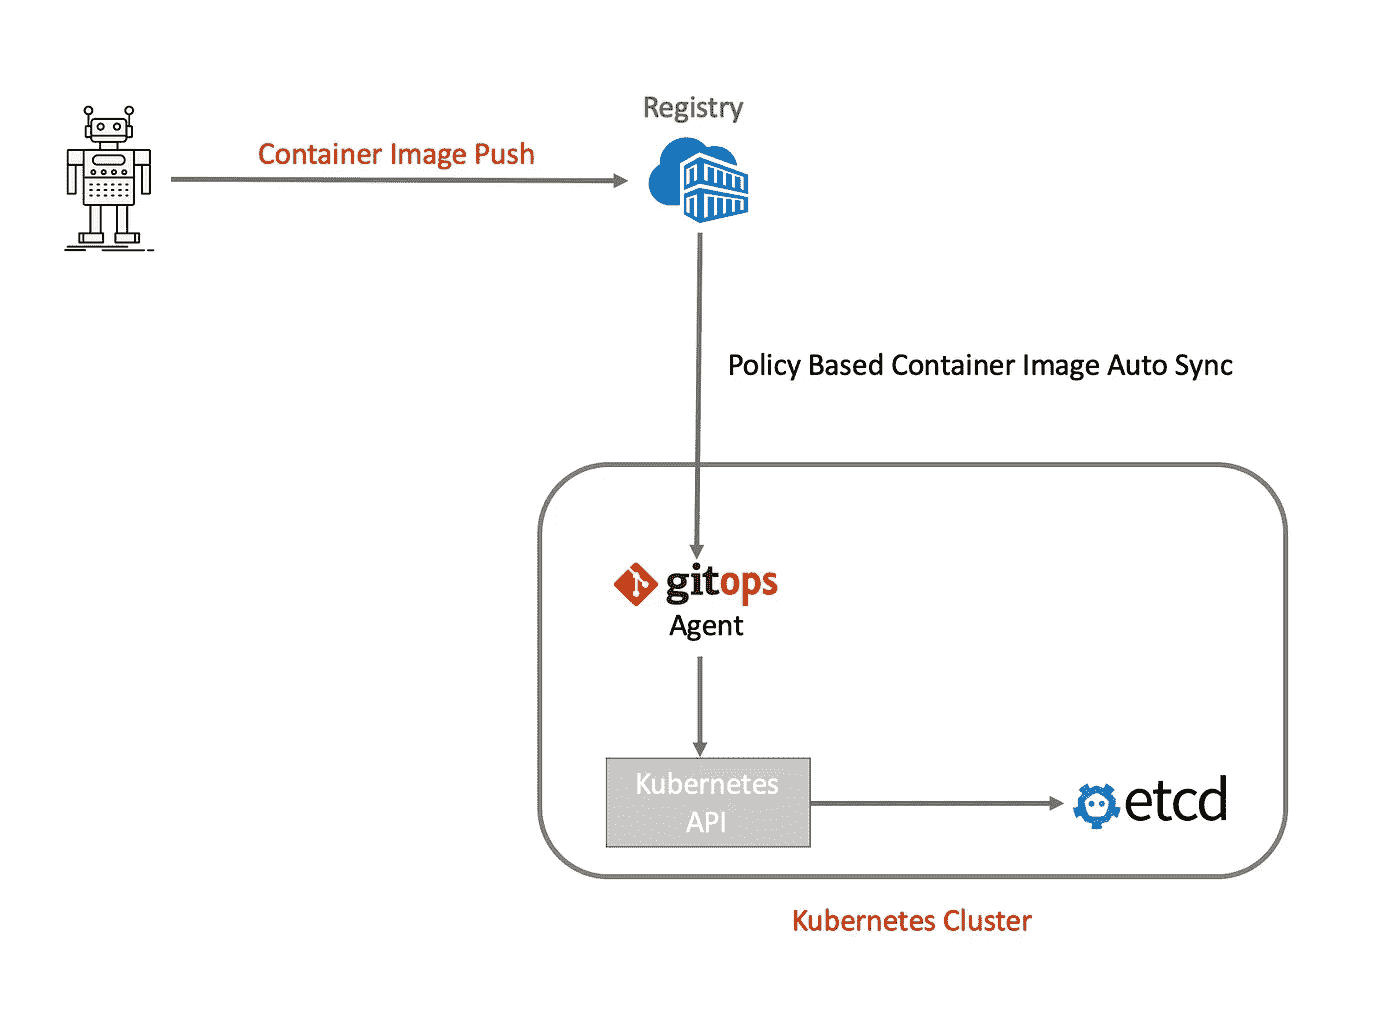 Registry
Container Image Push
Policy Based Container Image Auto Sync
gitops
Agent
Kubernetes
API
etcd
Kubernetes Cluster